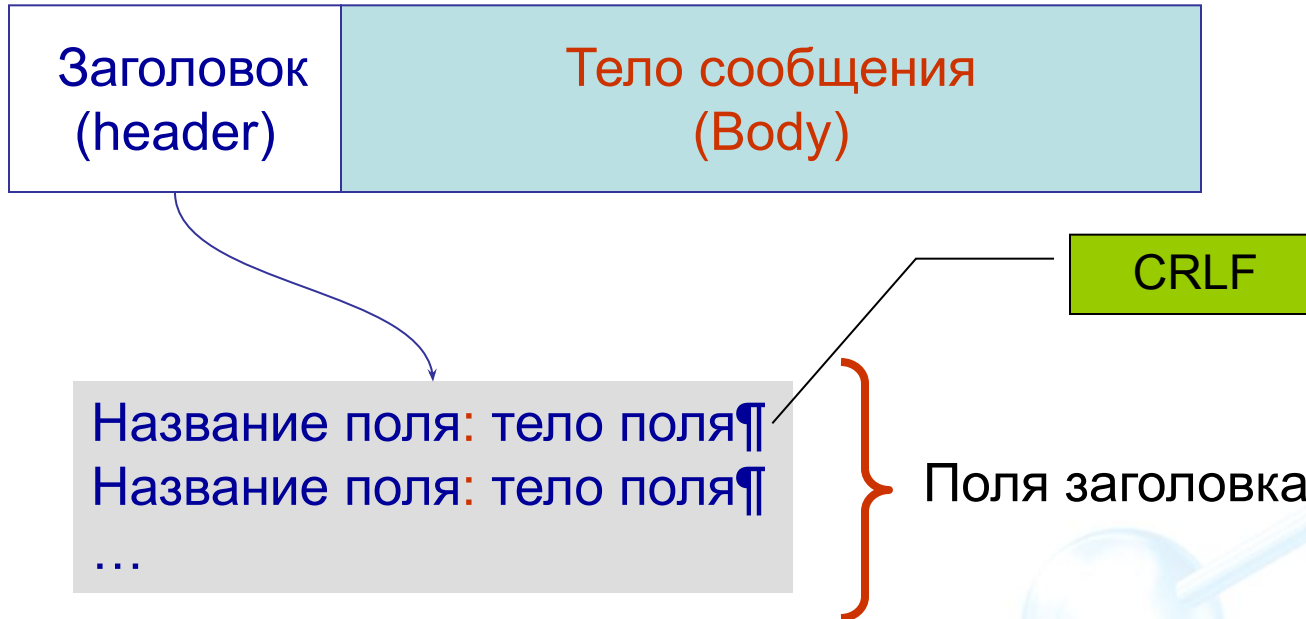 Заголовок
(header)
Тело сообщения
(Body)
CRLF
Название поля: тело поля¶
Название поля: тело поля¶
…
Поля заголовка